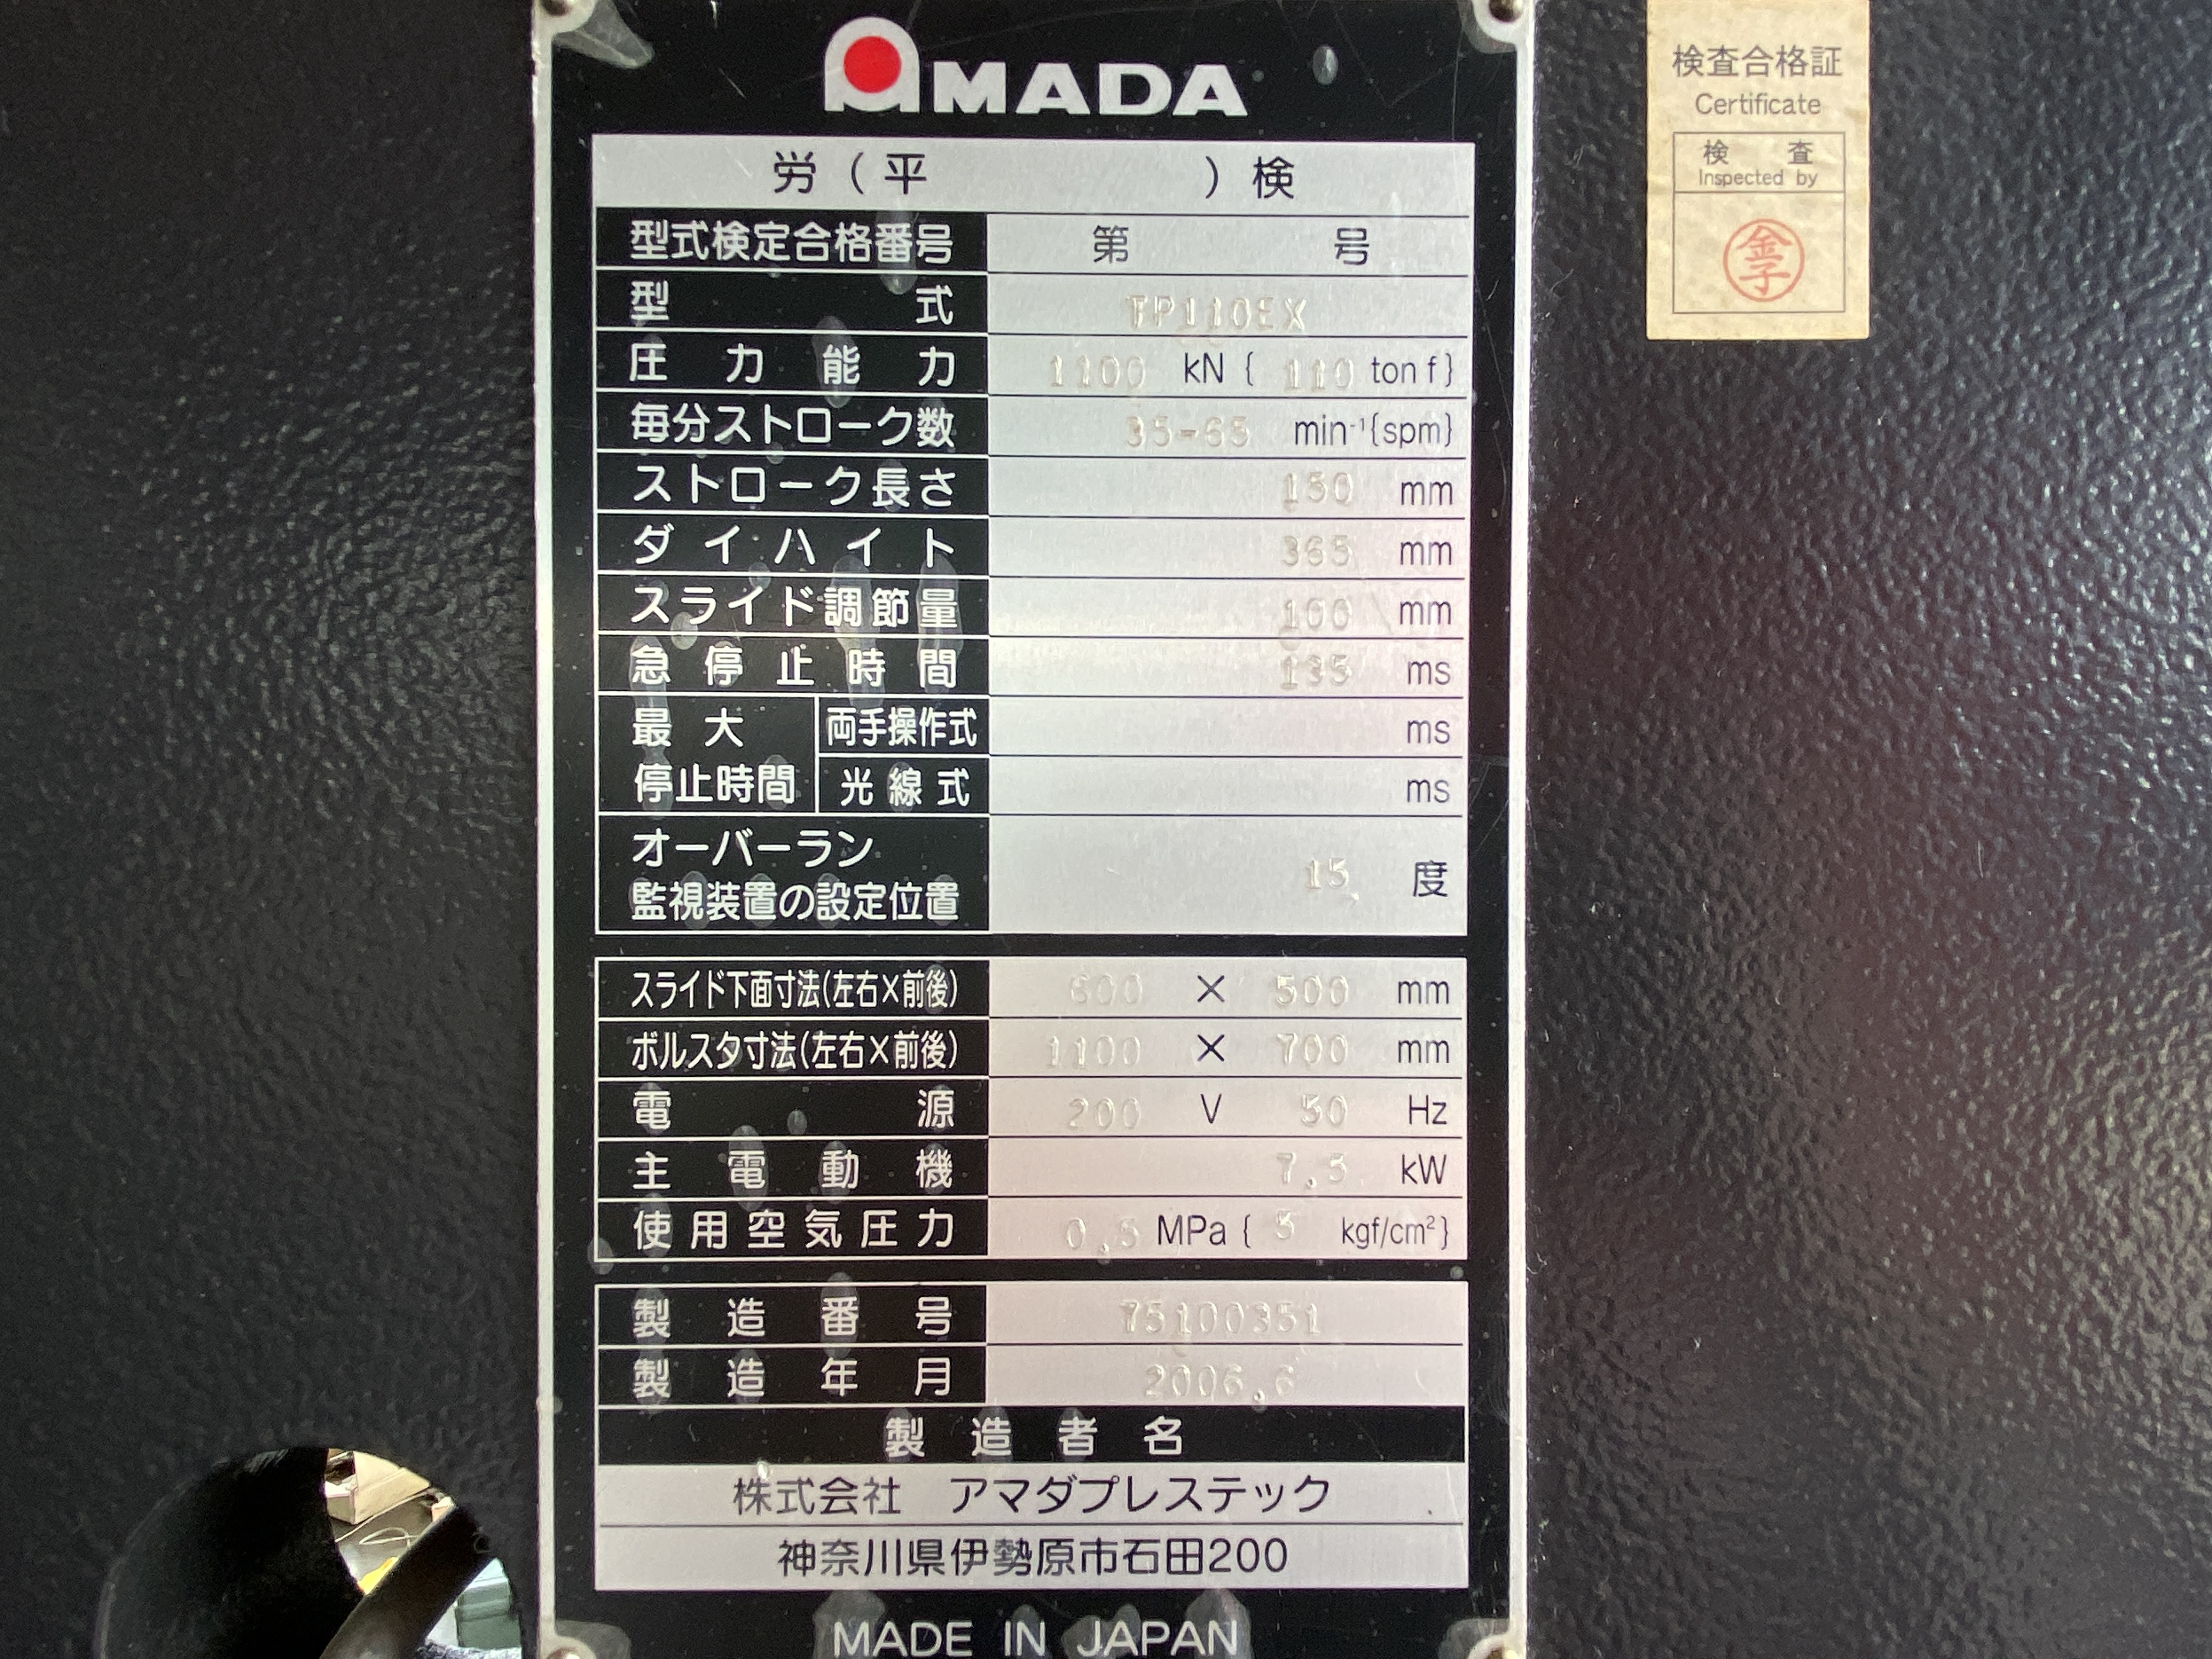 AMADA
労(平 )検
型式検定合格番号 第 号
型式 TP110EX
圧力能力 1100 kN { 110 tonf}
毎分ストローク数 35-65 min⁻¹{spm}
ストローク長さ 150 mm
ダイハイト 365 mm
スライド調節量 100 mm
急停止時間 135 ms
最大停止時間 両手操作式 ms
光線式 ms
オーバーラン
監視装置の設定位置 15 度
スライド下面寸法(左右×前後) 600 × 500 mm
ボルスタ寸法(左右×前後) 1100 × 700 mm
電源 200 V 50 Hz
主電動機 7.5 kW
使用空気圧力 0.5 MPa { 5 kgf/cm²}
製造番号 75100351
製造年月 2006.6
製造者名
株式会社 アマダプレステック
神奈川県伊勢原市石田200
MADE IN JAPAN
検査合格証
Certificate
検査
Inspected by
金子